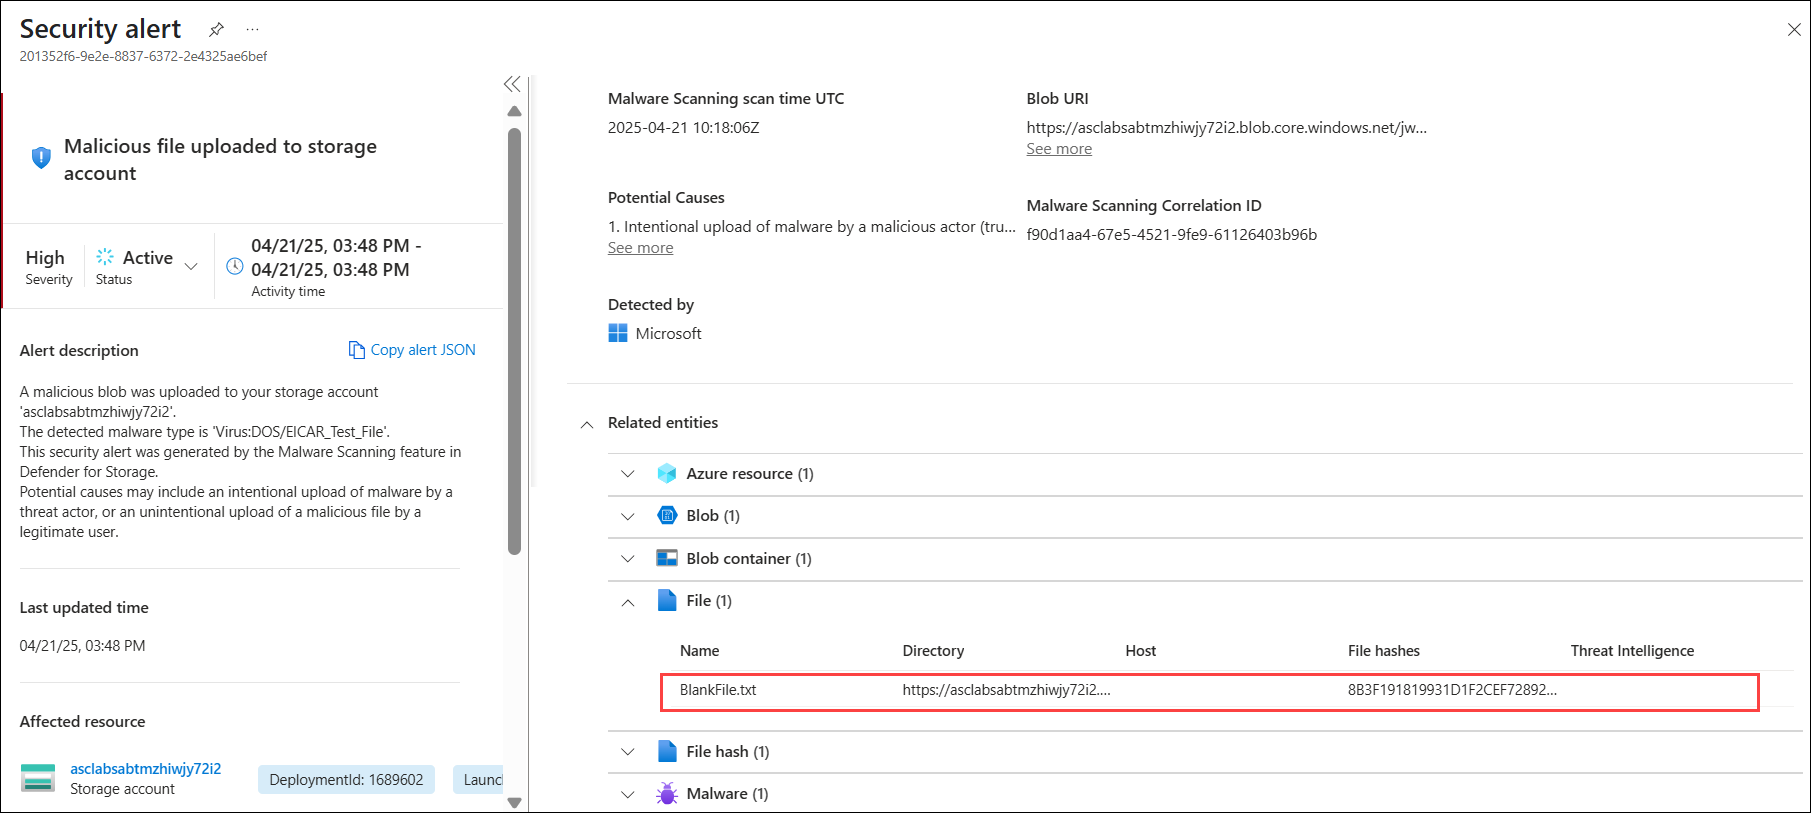 Security alert
201352f6-9e2e-8837-6372-2e4325ae6bef
Malicious file uploaded to storage
account
High
Severity
Active
Status
04/21/25, 03:48 PM -
04/21/25, 03:48 PM
Activity time
Alert description
Copy alert JSON
A malicious blob was uploaded to your storage account
'asclabsabtmzhiwjy72i2'.
The detected malware type is 'Virus:DOS/EICAR_Test_File'.
This security alert was generated by the Malware Scanning feature in
Defender for Storage.
Potential causes may include an intentional upload of malware by a
threat actor, or an unintentional upload of a malicious file by a
legitimate user.
Last updated time
04/21/25, 03:48 PM
Affected resource
asclabsabtmzhiwjy72i2
Storage account
DeploymentId: 1689602
Launc
Malware Scanning scan time UTC
2025-04-21 10:18:06Z
Blob URI
https://asclabsabtmzhiwjy72i2.blob.core.windows.net/jw...
See more
Potential Causes
1. Intentional upload of malware by a malicious actor (tru...
See more
Malware Scanning Correlation ID
f90d1aa4-67e5-4521-9fe9-61126403b96b
Detected by
Microsoft
Related entities
Azure resource (1)
Blob (1)
Blob container (1)
File (1)
Name Directory Host File hashes Threat Intelligence
BlankFile.txt https://asclabsabtmzhiwjy72i2.... 8B3F191819931D1F2CEF72892...
File hash (1)
Malware (1)